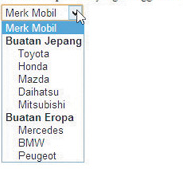 Merk Mobil
Merk Mobil
Buatan Jepang
Toyota
Honda
Mazda
Daihatsu
Mitsubishi
Buatan Eropa
Mercedes
BMW
Peugeot